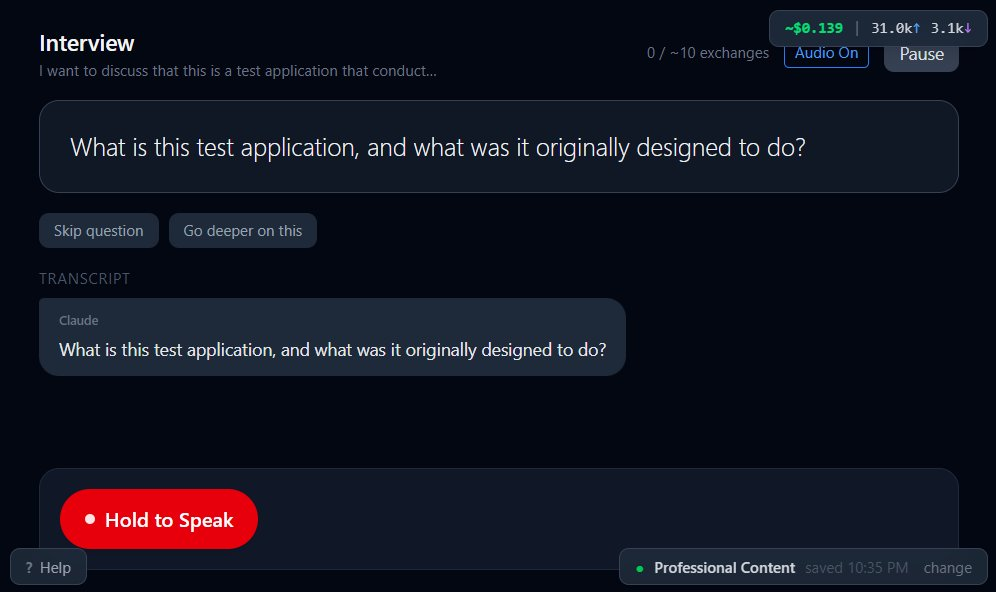 Interview
~$0.139 | 31.0k↑ 3.1k↓
I want to discuss that this is a test application that conduct...
0 / ~10 exchanges
Audio On
Pause
What is this test application, and what was it originally designed to do?
Skip question
Go deeper on this
TRANSCRIPT
Claude
What is this test application, and what was it originally designed to do?
Hold to Speak
? Help
Professional Content saved 10:35 PM change